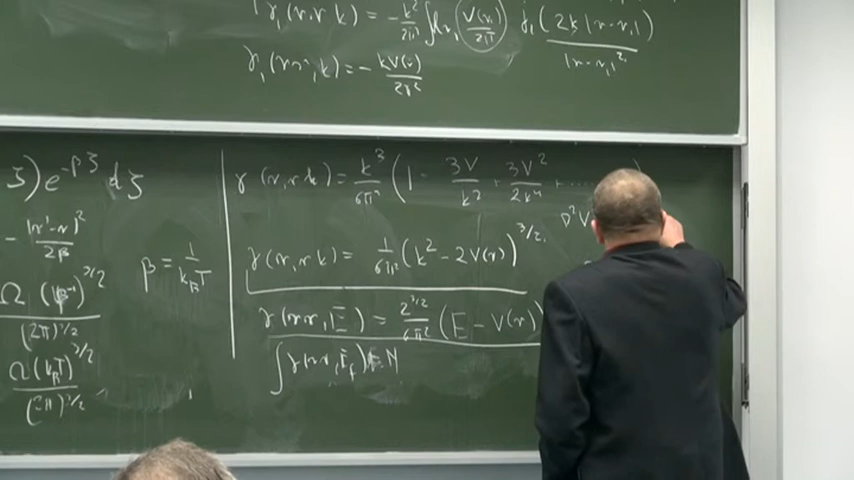 γ₁(r,r k) = -k²/2π² ∫dr₁ (V(r₁)/2π) j₁(2k|r-r₁|)/|r-r₁|²
γ₁(r r, k) = - kV(r)/2π²
ζ) e^{-βζ} dζ
- |r'-r|²/2β
β = 1/k_BT
Ω (β⁻¹)^{3/2}/(2π)^{3/2}
Ω (k_BT)^{3/2}/(2π)^{3/2}
γ (r,r k) = k³/6π² (1 - 3V/k² + 3V²/2k⁴ + ..... )
γ(r,r k) = 1/6π² (k² - 2V(r))^{3/2}
γ(r r, E) = 2^{3/2}/6π² (E - V(r))
∫γ(r r, E_f) = N